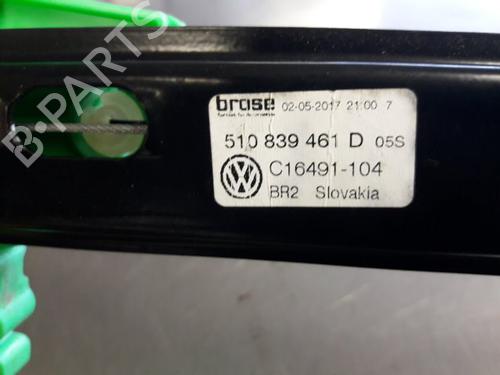 brose 02-05-2017 21:00 7
510 839 461 D 05S
C16491-104
BR2 Slovakia
B-PARTS